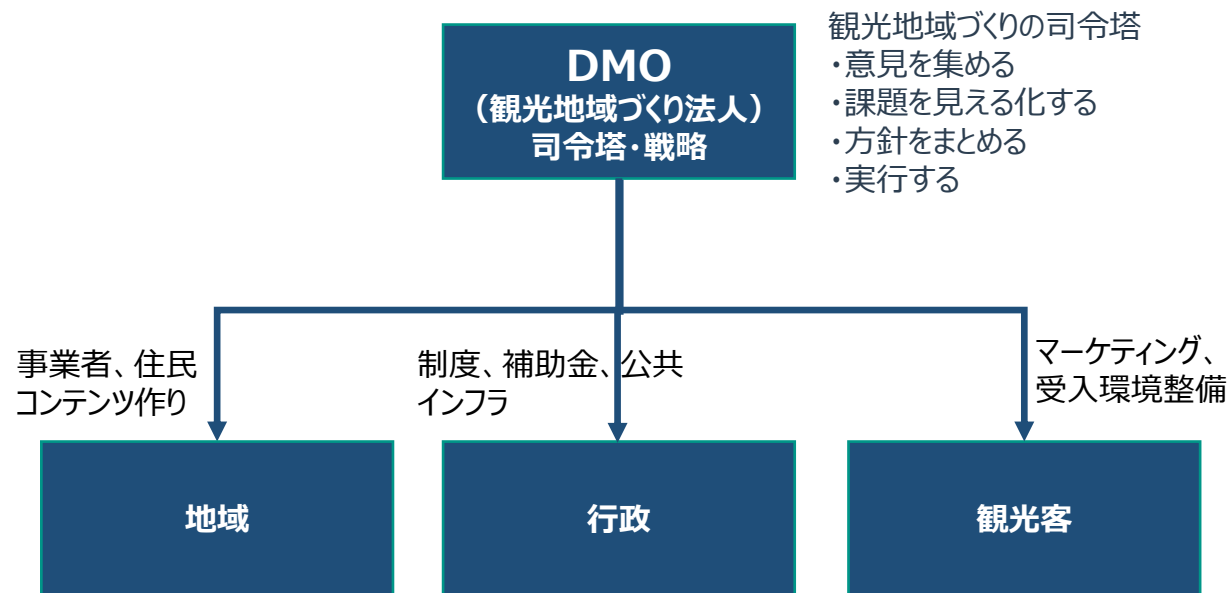 DMO
（観光地域づくり法人）
司令塔・戦略
観光地域づくりの司令塔
・意見を集める
・課題を見える化する
・方針をまとめる
・実行する
事業者、住民
コンテンツ作り
制度、補助金、公共
インフラ
マーケティング、
受入環境整備
地域
行政
観光客